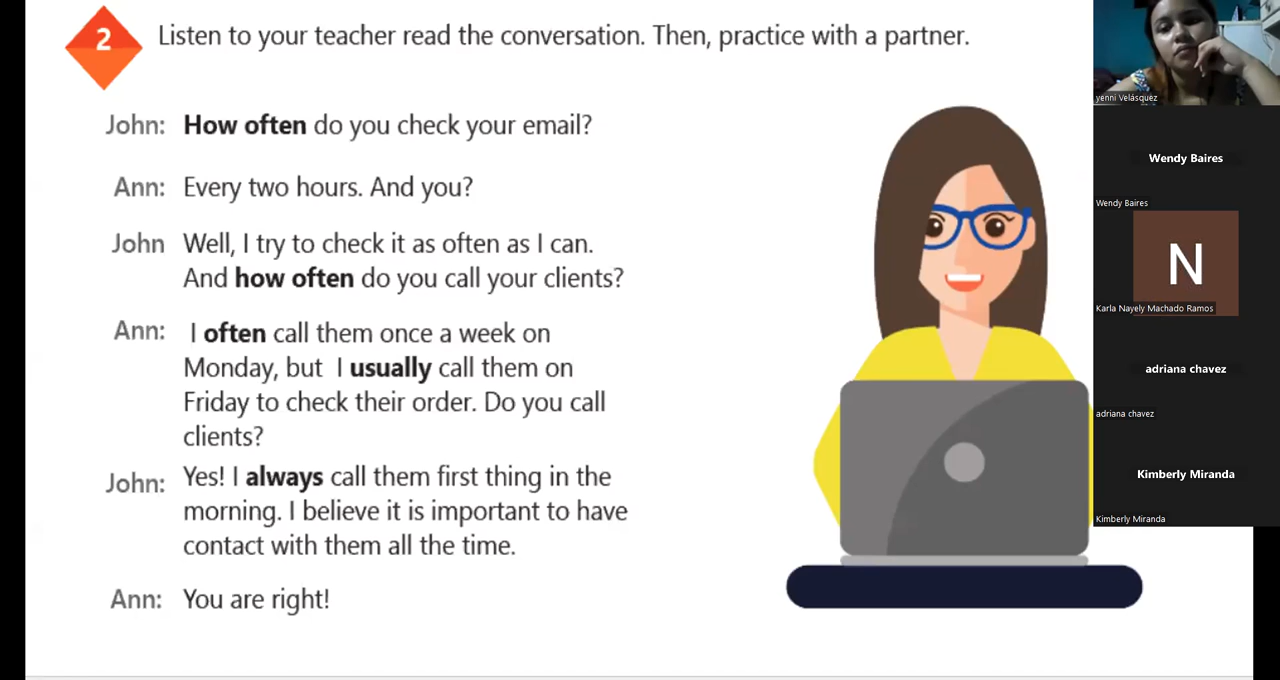 2
Listen to your teacher read the conversation. Then, practice with a partner.
John: How often do you check your email?
Ann: Every two hours. And you?
John Well, I try to check it as often as I can.
And how often do you call your clients?
Ann: I often call them once a week on
Monday, but I usually call them on
Friday to check their order. Do you call
clients?
John: Yes! I always call them first thing in the
morning. I believe it is important to have
contact with them all the time.
Ann: You are right!
yenni Velásquez
Wendy Baires
Wendy Baires
N
Karla Nayely Machado Ramos
adriana chavez
adriana chavez
Kimberly Miranda
Kimberly Miranda